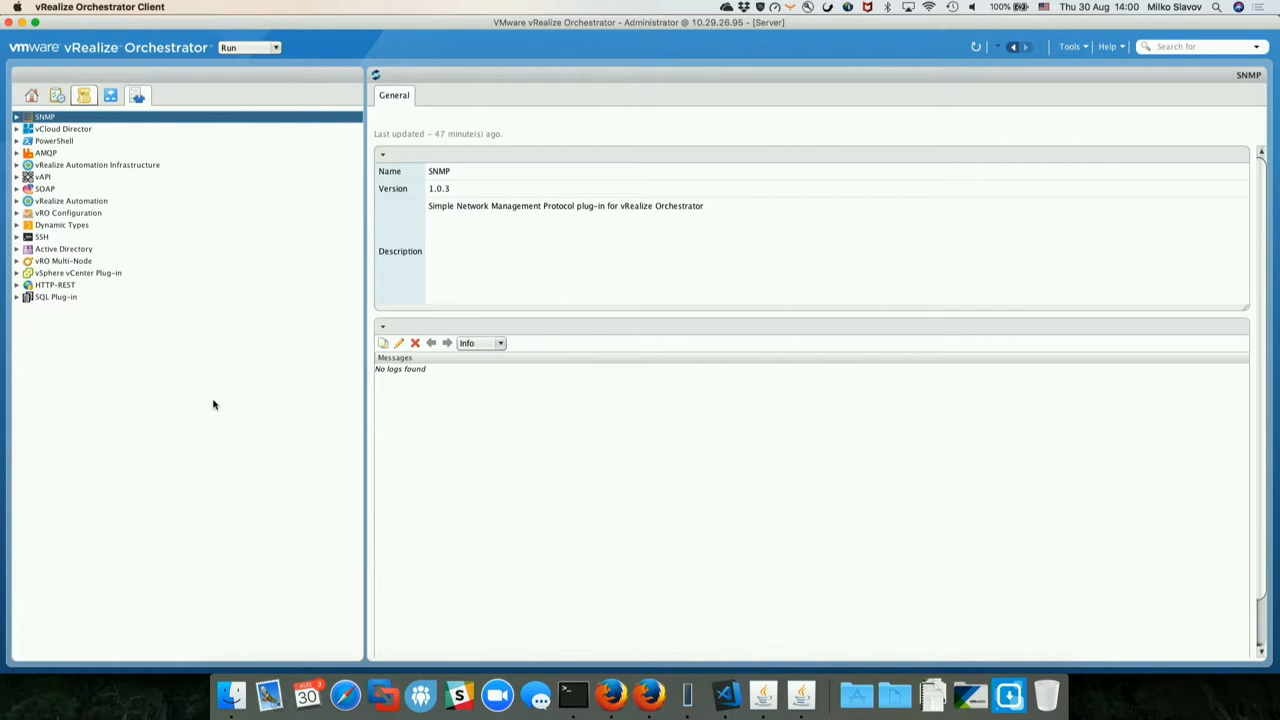 vRealize Orchestrator Client
100%
Thu 30 Aug 14:00
Milko Slavov
VMware vRealize Orchestrator - Administrator @ 10.29.26.95 - [Server]
vmware vRealize Orchestrator
Run
Tools
Help
Search for
SNMP
General
Last updated - 47 minute(s) ago.
SNMP
vCloud Director
PowerShell
AMQP
vRealize Automation Infrastructure
vAPI
SOAP
vRealize Automation
vRO Configuration
Dynamic Types
SSH
Active Directory
vRO Multi-Node
vSphere vCenter Plug-in
HTTP-REST
SQL Plug-in
Name SNMP
Version 1.0.3
Simple Network Management Protocol plug-in for vRealize Orchestrator
Description
Info
Messages
No logs found
AUG
30